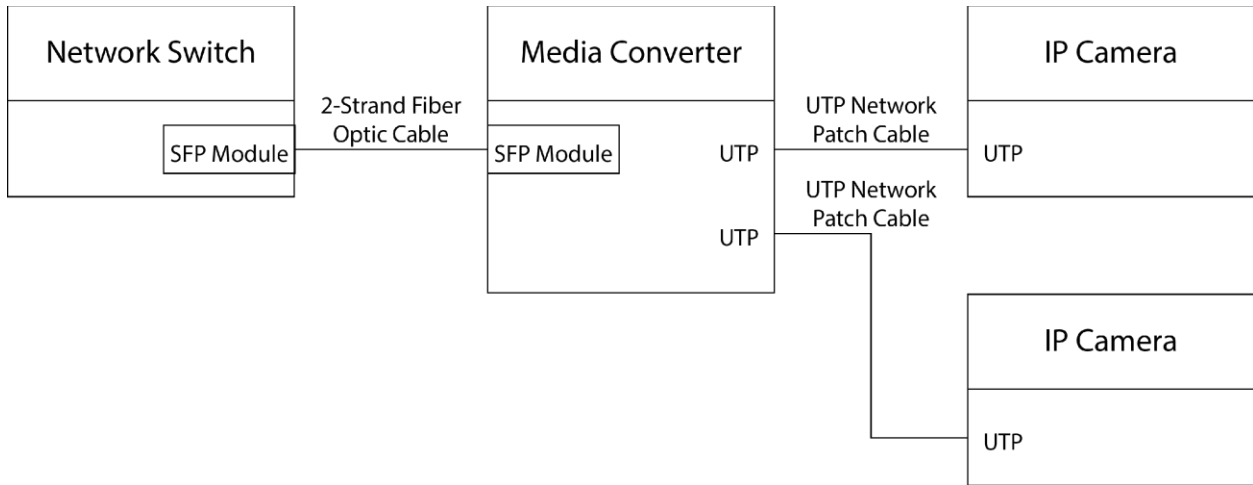 Network Switch
Media Converter
IP Camera
2-Strand Fiber
Optic Cable
UTP Network
Patch Cable
SFP Module
SFP Module
UTP
UTP
UTP Network
Patch Cable
UTP
IP Camera
UTP